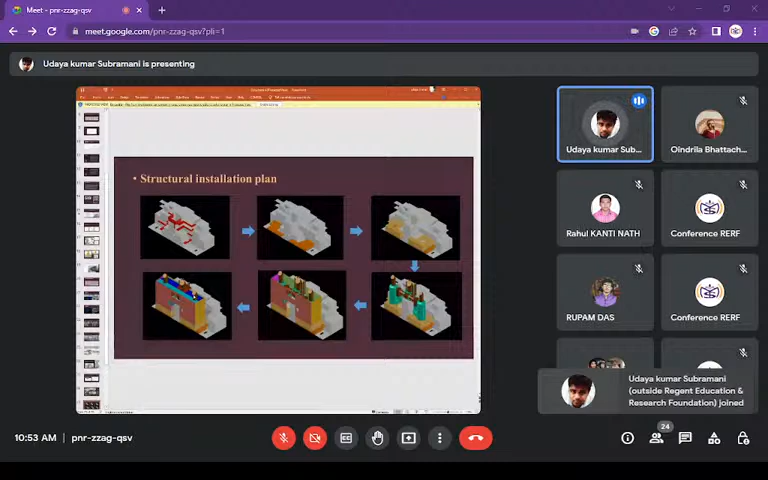 Meet - pnr-zzag-qsv
meet.google.com/pnr-zzag-qsv?pli=1
Udaya kumar Subramani is presenting
• Structural installation plan
Udaya kumar Sub...
Oindrila Bhattach...
Rahul KANTI NATH
Conference RERF
RUPAM DAS
Conference RERF
Udaya kumar Subramani
(outside Regent Education &
Research Foundation) joined
10:53 AM | pnr-zzag-qsv
24